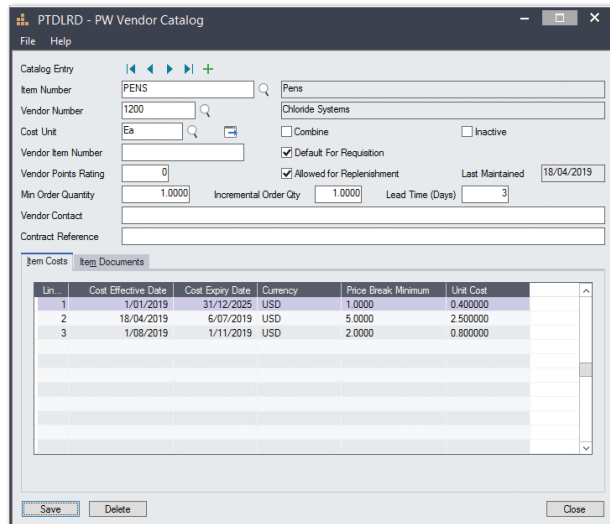 PTDLRD - PW Vendor Catalog
File Help
Catalog Entry
Item Number PENS Pens
Vendor Number 1200 Chloride Systems
Cost Unit Ea Combine Inactive
Vendor Item Number Default For Requisition
Vendor Points Rating 0 Allowed for Replenishment Last Maintained 18/04/2019
Min Order Quantity 1.0000 Incremental Order Qty 1.0000 Lead Time (Days) 3
Vendor Contact
Contract Reference
Item Costs Item Documents
Lin... Cost Effective Date Cost Expiry Date Currency Price Break Minimum Unit Cost
1 1/01/2019 31/12/2025 USD 1.0000 0.400000
2 18/04/2019 6/07/2019 USD 5.0000 2.500000
3 1/08/2019 1/11/2019 USD 2.0000 0.800000
Save Delete Close